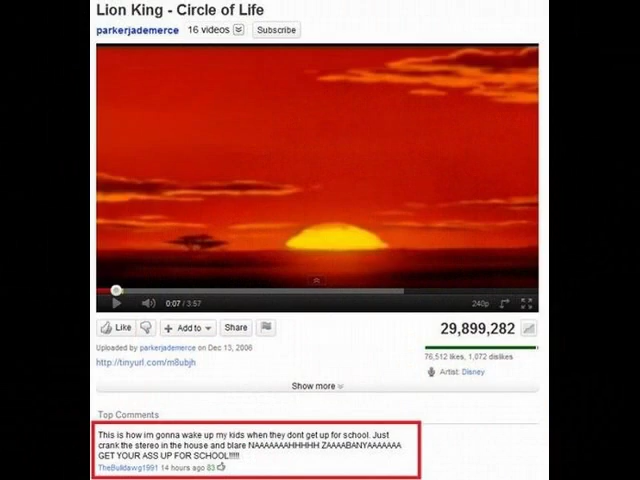 Lion King - Circle of Life
parkerjademerce 16 videos Subscribe
0:07 / 3:57 240p
Like Add to Share 29,899,282
Uploaded by parkerjademerce on Dec 13, 2006
76,512 likes, 1,072 dislikes
http://tinyurl.com/m8ubjh
Artist: Disney
Show more
Top Comments
This is how im gonna wake up my kids when they dont get up for school. Just
crank the stereo in the house and blare NAAAAAAAHHHHH ZAAAABANYAAAAAAA
GET YOUR ASS UP FOR SCHOOL!!!!!
TheBulldawg1991 14 hours ago 83